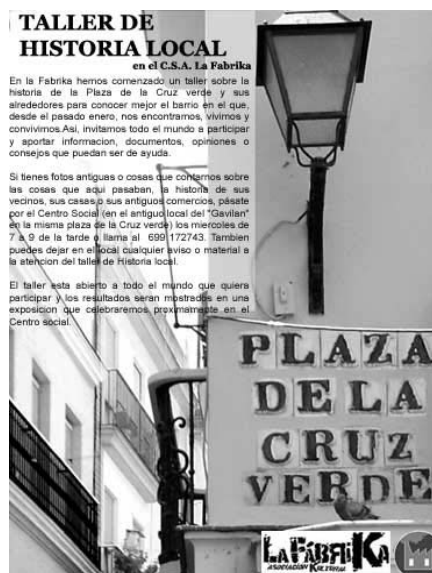 TALLER DE
HISTORIA LOCAL
en el C.S.A. La Fabrika
En la Fabrika hemos comenzado un taller sobre la
historia de la Plaza de la Cruz verde y sus
alrededores para conocer mejor el barrio en el que,
desde el pasado enero, nos encontramos, vivimos y
convivimos.Asi, invitamos todo el mundo a participar
y aportar informacion, documentos, opiniones o
consejos que puedan ser de ayuda.
Si tienes fotos antiguas o cosas que contarnos sobre
las cosas que aqui pasaban, la historia de sus
vecinos, sus casas o sus antiguos comercios, pásate
por el Centro Social (en el antiguo local del "Gavilan"
en la misma plaza de la Cruz verde) los miercoles de
7 a 9 de la tarde o llama al 699 172743. Tambien
puedes dejar en el local cualquier aviso o material a
la atencion del taller de Historia local.
El taller esta abierto a todo el mundo que quiera
participar y los resultados seran mostrados en una
exposicion que celebraremos proximamente en el
Centro social.
PLAZA
DE LA
CRUZ
VERDE
LA FÁBRIKA
ASOCIACION KULTURAL